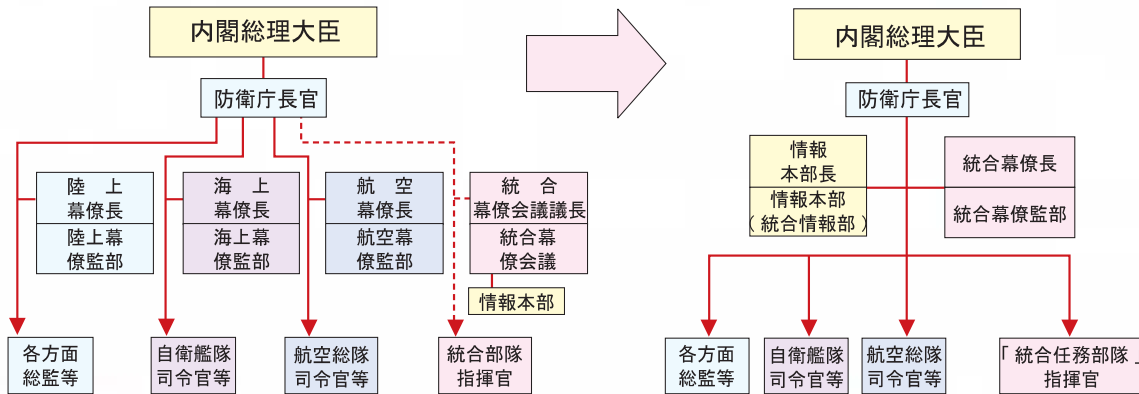 内閣総理大臣
防衛庁長官
陸　上
幕僚長
陸上幕
僚監部
海　上
幕僚長
海上幕
僚監部
航　空
幕僚長
航空幕
僚監部
統　合
幕僚会議議長
統合幕
僚会議
情報本部
各方面
総監等
自衛艦隊
司令官等
航空総隊
司令官等
統合部隊
指揮官
内閣総理大臣
防衛庁長官
情報
本部長
情報本部
（統合情報部）
統合幕僚長
統合幕僚監部
各方面
総監等
自衛艦隊
司令官等
航空総隊
司令官等
「統合任務部隊」
指揮官